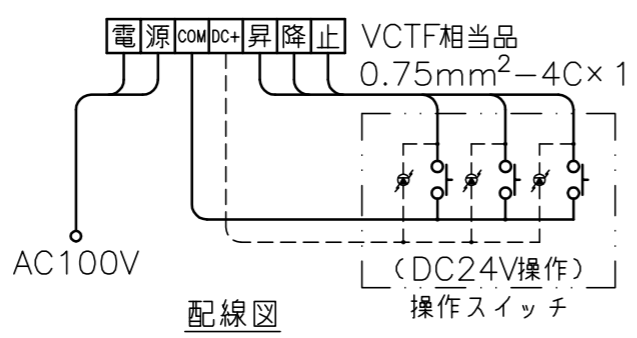 電源COMDC+昇降止
VCTF相当品
0.75mm²-4C×1
AC100V
(DC24V操作)
操作スイッチ
配線図